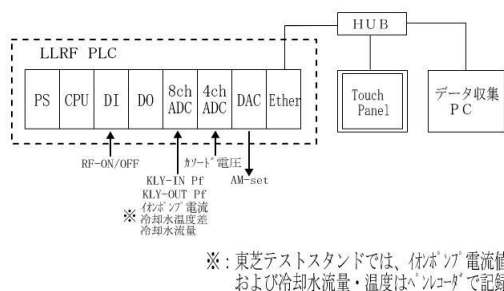 HUB
LLRF PLC
PS
CPU
DI
DO
8ch
ADC
4ch
ADC
DAC
Ether
Touch
Panel
データ収集
PC
RF-ON/OFF
カソード電圧
KLY-IN Pf
AM-set
KLY-OUT Pf
イオンポンプ電流
※ 冷却水温度差
冷却水流量
※：東芝テストスタンドでは、イオンポンプ電流値
および冷却水流量・温度はペンレコーダで記録